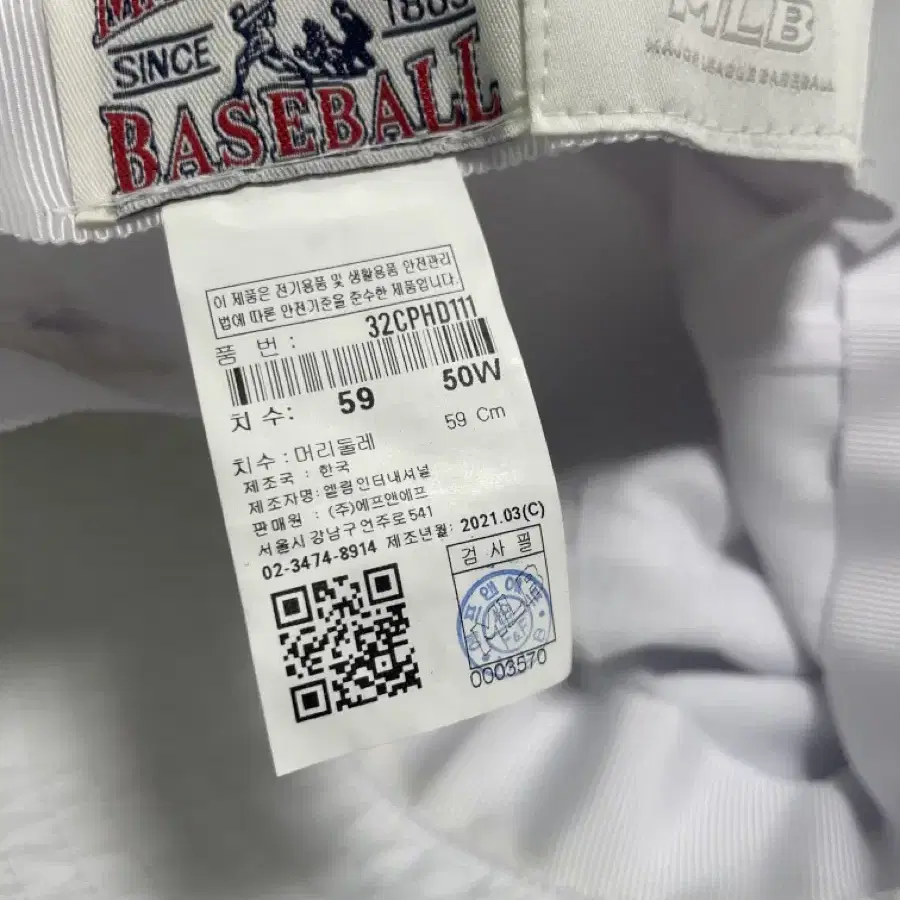 SINCE 1869
BASEBALL
MLB
MAJOR LEAGUE BASEBALL
이 제품은 전기용품 및 생활용품 안전관리
법에 따른 안전기준을 준수한 제품입니다.
품 번 : 32CPHD111
치 수: 59 50W
59 Cm
치수 : 머리둘레
제조국 : 한국
제조자명: 엘림인터내셔널
판매원 : (주)에프앤에프
서울시 강남구 언주로 541
02-3474-8914 제조년월: 2021.03(C)
검 사 필
F&F
0003570